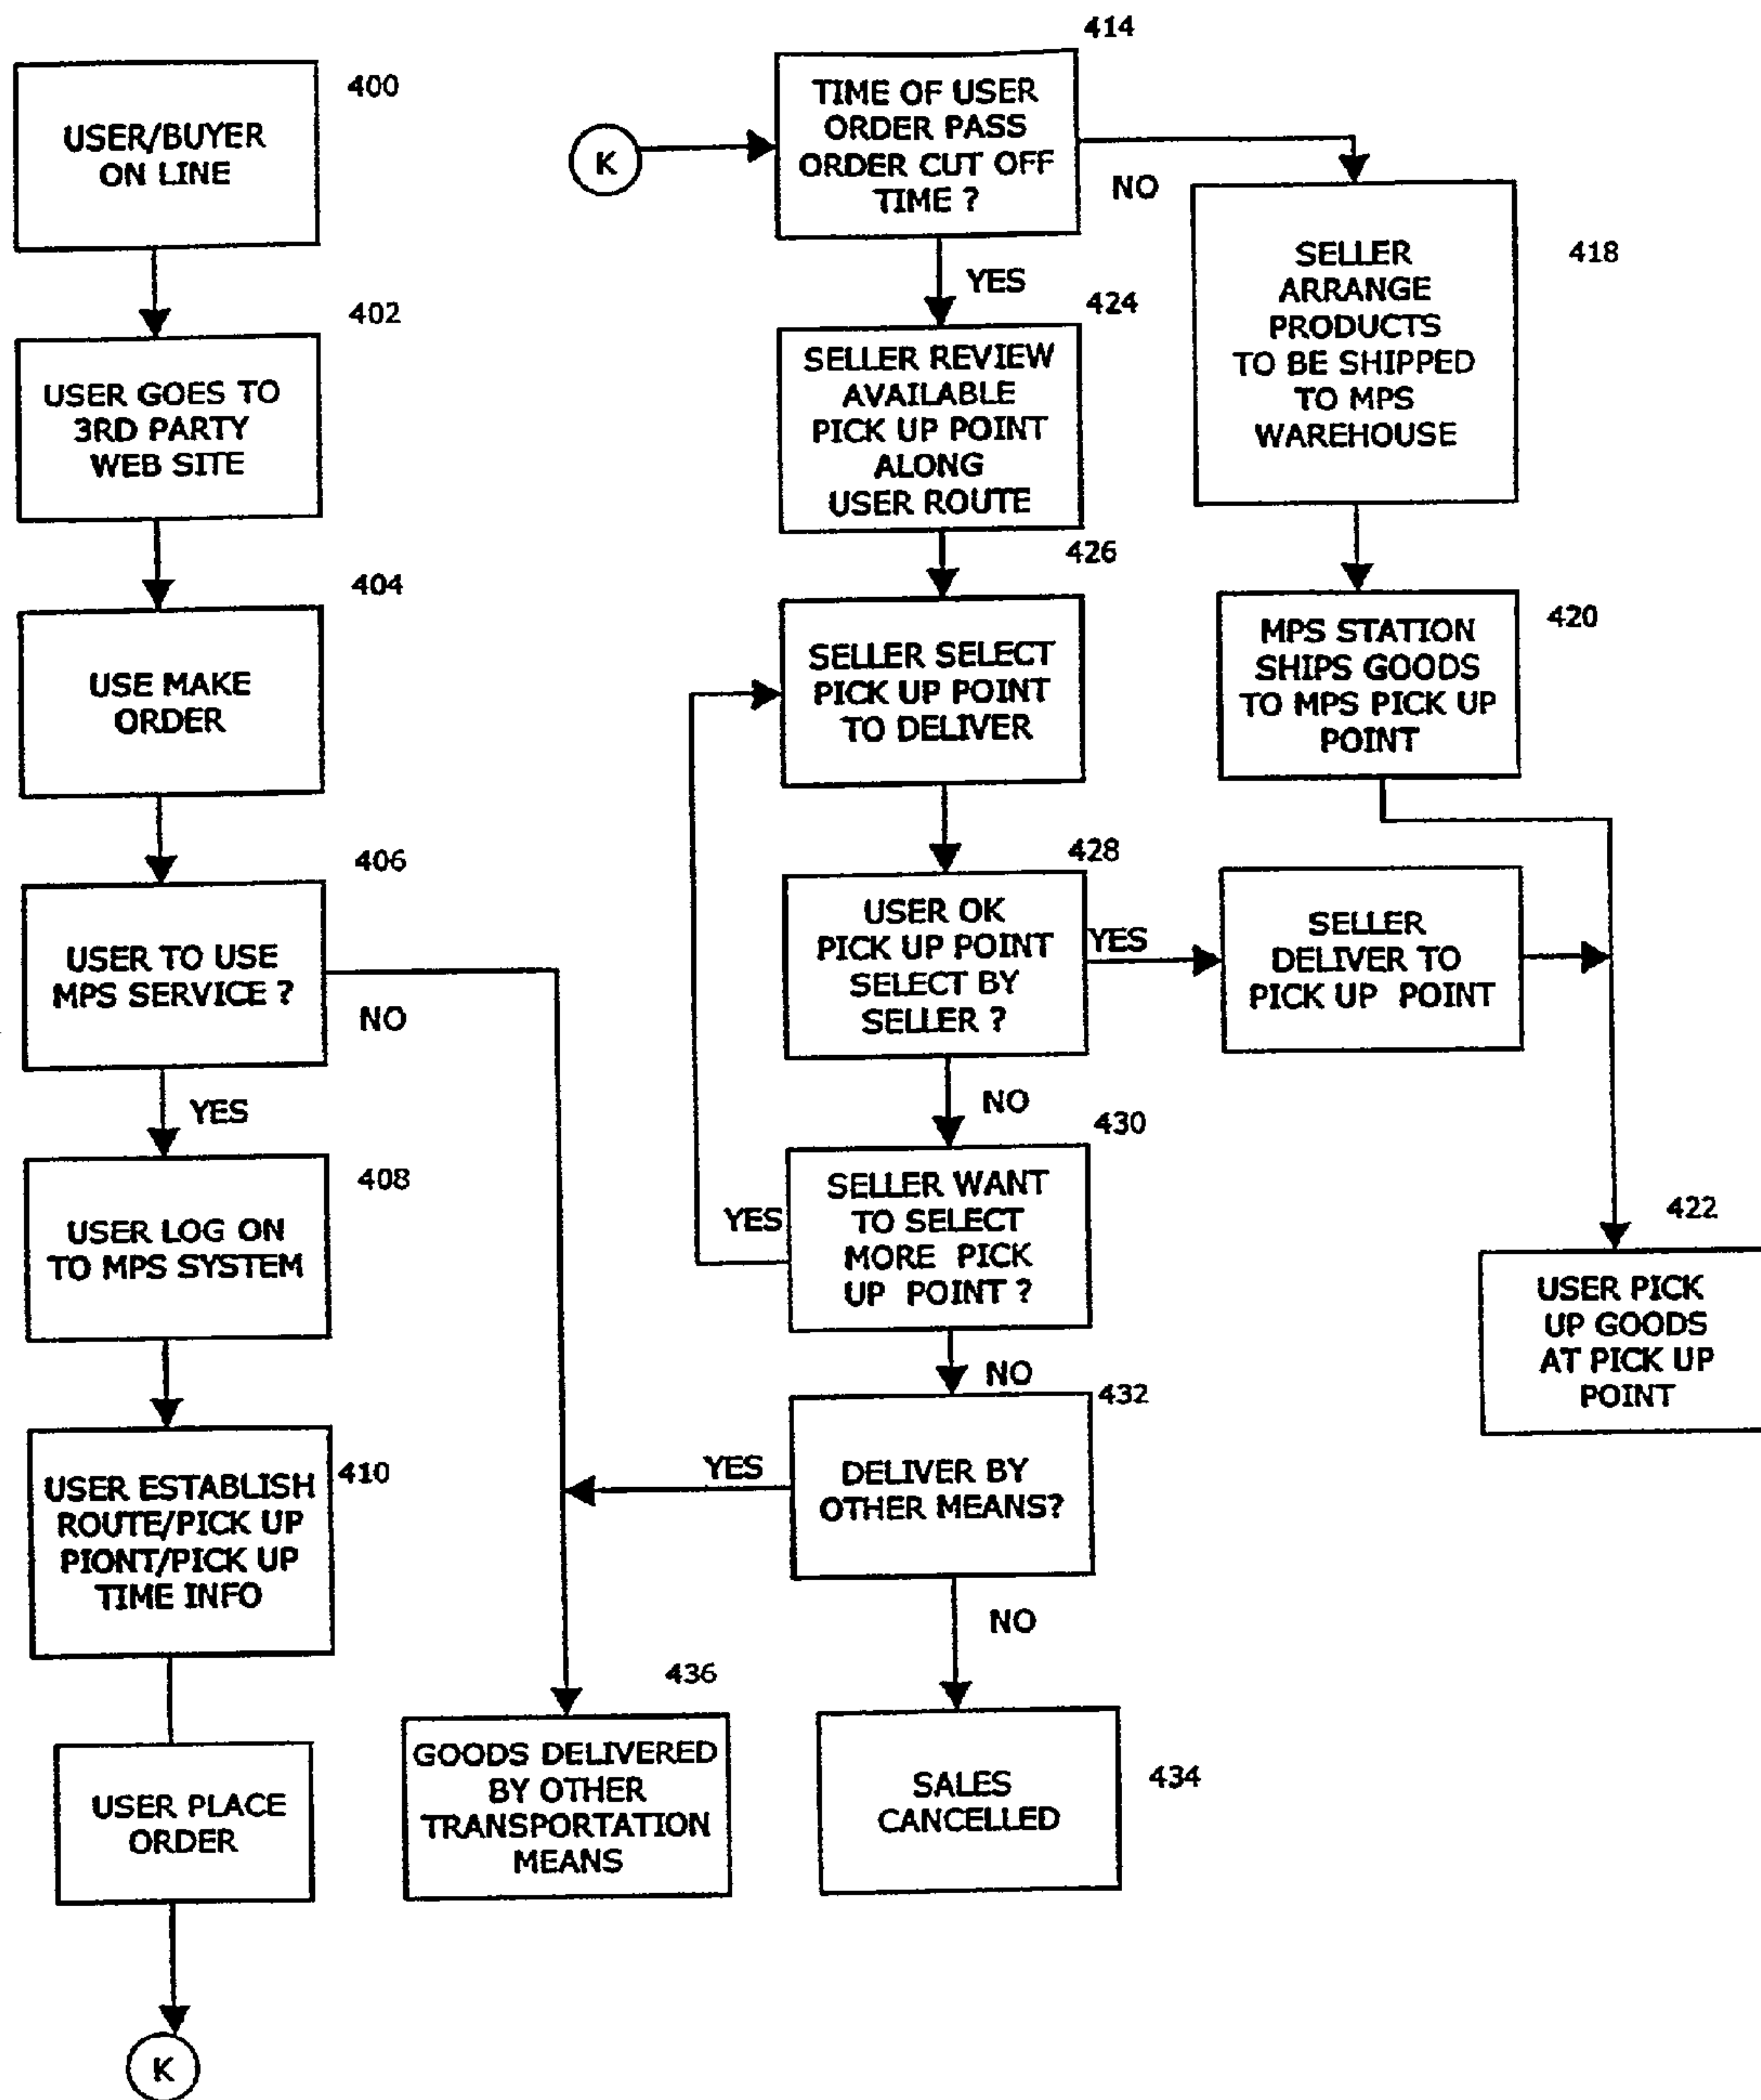 400
USER/BUYER
ON LINE
402
USER GOES TO
3RD PARTY
WEB SITE
404
USE MAKE
ORDER
406
USER TO USE
MPS SERVICE ?
NO
YES
408
USER LOG ON
TO MPS SYSTEM
410
USER ESTABLISH
ROUTE/PICK UP
PIONT/PICK UP
TIME INFO
USER PLACE
ORDER
K
K
414
TIME OF USER
ORDER PASS
ORDER CUT OFF
TIME ?
NO
YES
424
SELLER REVIEW
AVAILABLE
PICK UP POINT
ALONG
USER ROUTE
426
SELLER SELECT
PICK UP POINT
TO DELIVER
428
USER OK
PICK UP POINT
SELECT BY
SELLER ?
YES
SELLER
DELIVER TO
PICK UP POINT
NO
430
SELLER WANT
TO SELECT
MORE PICK
UP POINT ?
YES
NO
432
DELIVER BY
OTHER MEANS?
YES
NO
436
GOODS DELIVERED
BY OTHER
TRANSPORTATION
MEANS
434
SALES
CANCELLED
418
SELLER
ARRANGE
PRODUCTS
TO BE SHIPPED
TO MPS
WAREHOUSE
420
MPS STATION
SHIPS GOODS
TO MPS PICK UP
POINT
422
USER PICK
UP GOODS
AT PICK UP
POINT